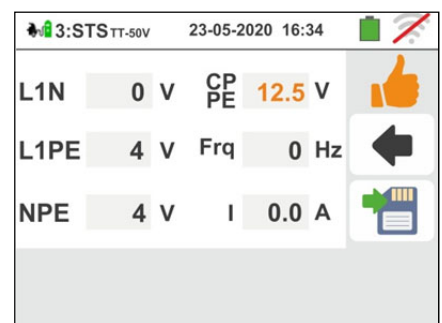 3:STS TT-50V 23-05-2020 16:34
L1N 0 V CP PE 12.5 V
L1PE 4 V Frq 0 Hz
NPE 4 V I 0.0 A